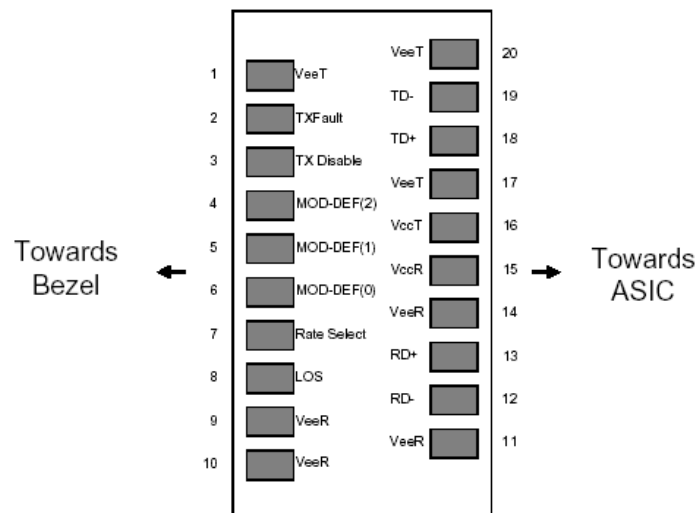 VeeT 20
1 VeeT
TD- 19
2 TXFault
TD+ 18
3 TX Disable
VeeT 17
4 MOD-DEF(2)
VccT 16
5 MOD-DEF(1)
Towards
Bezel
VccR 15
Towards
ASIC
6 MOD-DEF(0)
VeeR 14
7 Rate Select
RD+ 13
8 LOS
RD- 12
9 VeeR
VeeR 11
10 VeeR